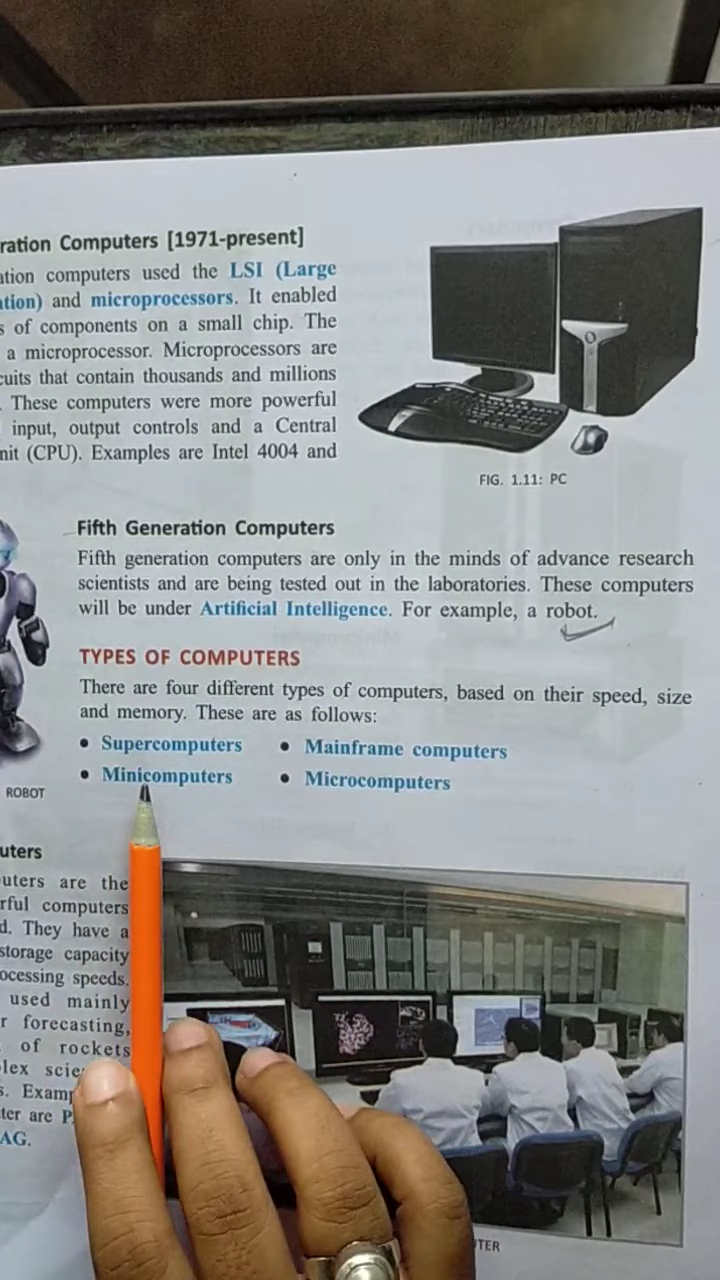 ration Computers [1971-present]
ation computers used the LSI (Large
ation) and microprocessors. It enabled
s of components on a small chip. The
a microprocessor. Microprocessors are
cuits that contain thousands and millions
. These computers were more powerful
input, output controls and a Central
nit (CPU). Examples are Intel 4004 and
FIG. 1.11: PC
Fifth Generation Computers
Fifth generation computers are only in the minds of advance research
scientists and are being tested out in the laboratories. These computers
will be under Artificial Intelligence. For example, a robot.
TYPES OF COMPUTERS
There are four different types of computers, based on their speed, size
and memory. These are as follows:
• Supercomputers • Mainframe computers
• Minicomputers • Microcomputers
ROBOT
uters
uters are the
rful computers
d. They have a
storage capacity
ocessing speeds.
used mainly
r forecasting,
of rockets
lex scie
s. Examp
ter are P
AG.
TER